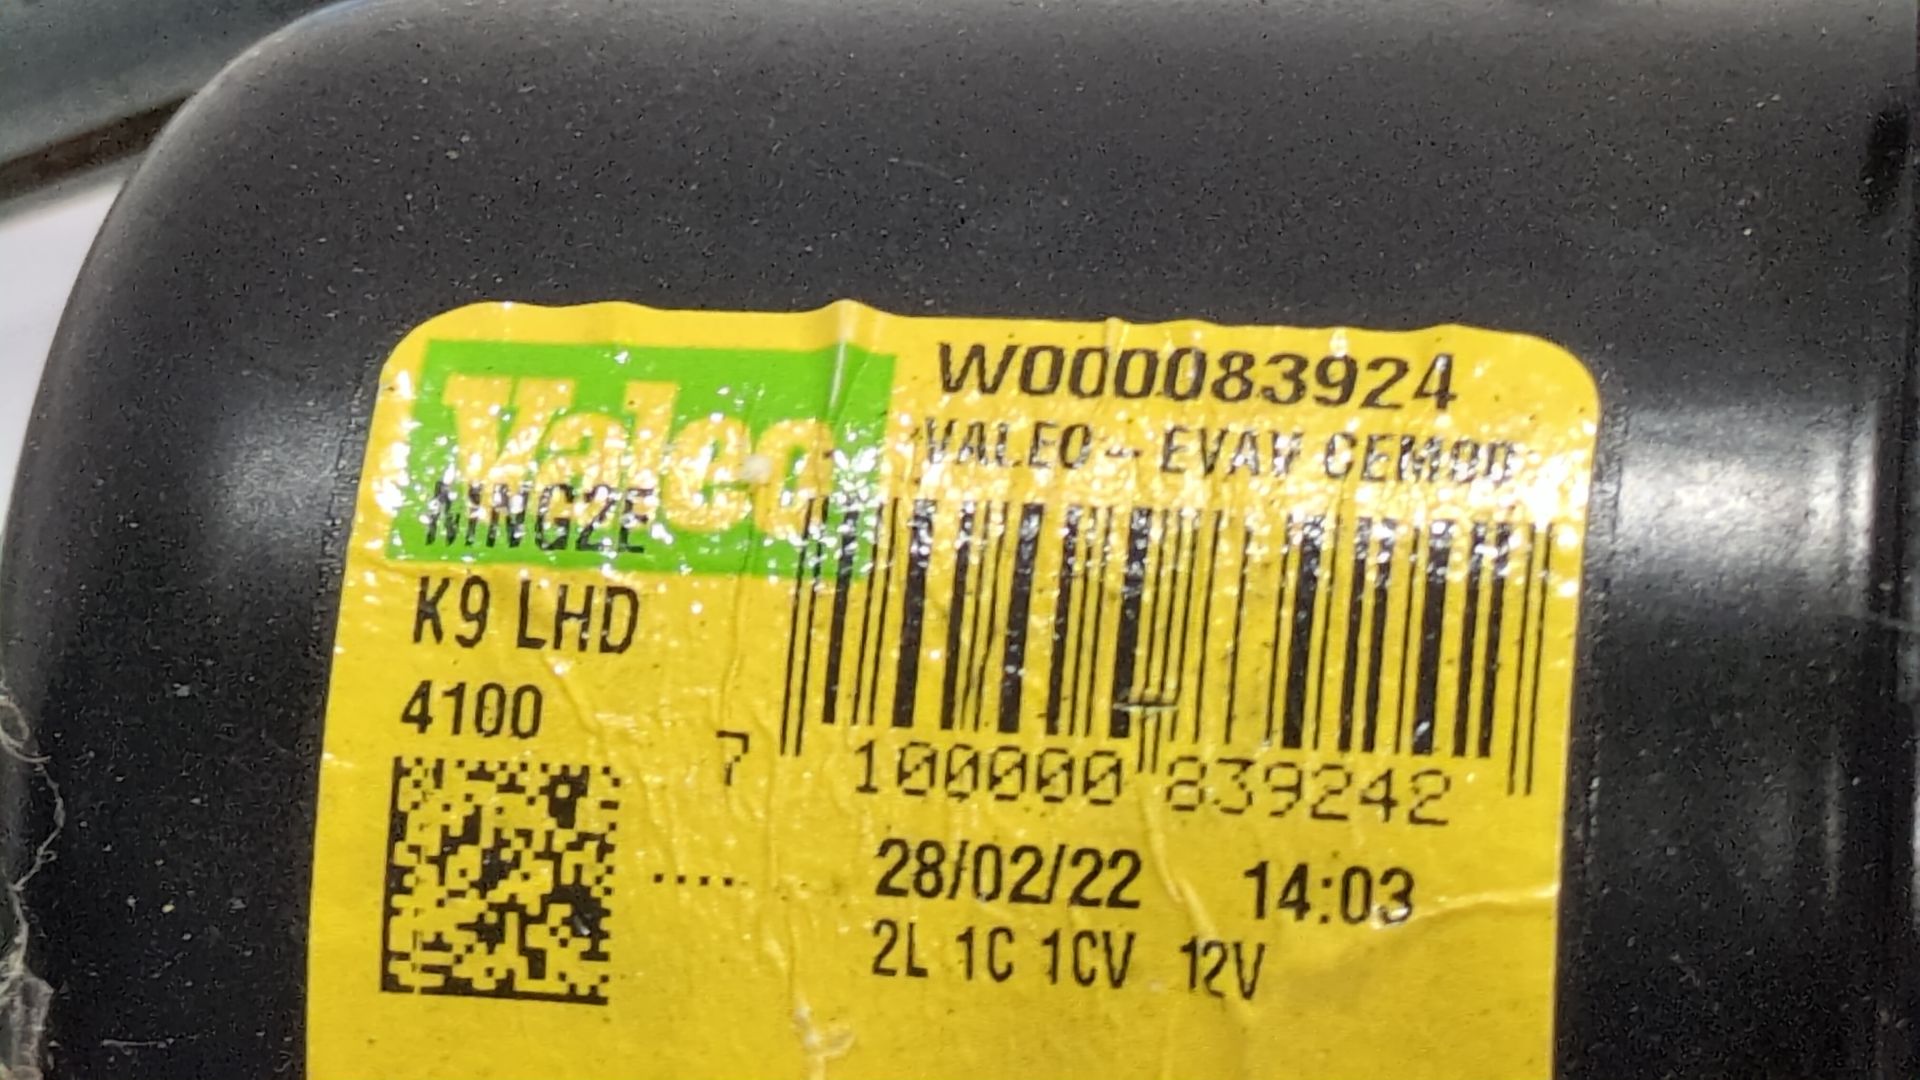 Valeo
W000083924
VALEO - EVAV CEMOD
MNG2E
K9 LHD
4100
7 100000 839242
28/02/22 14:03
2L 1C 1CV 12V